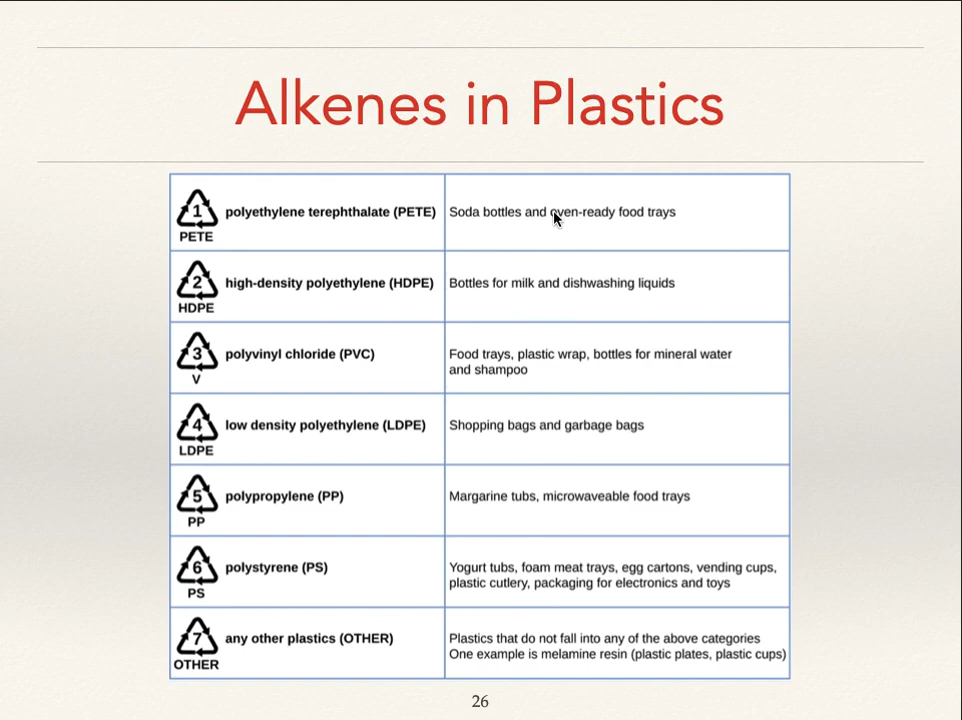 Alkenes in Plastics
1
PETE
polyethylene terephthalate (PETE)
Soda bottles and oven-ready food trays
2
HDPE
high-density polyethylene (HDPE)
Bottles for milk and dishwashing liquids
3
V
polyvinyl chloride (PVC)
Food trays, plastic wrap, bottles for mineral water
and shampoo
4
LDPE
low density polyethylene (LDPE)
Shopping bags and garbage bags
5
PP
polypropylene (PP)
Margarine tubs, microwaveable food trays
6
PS
polystyrene (PS)
Yogurt tubs, foam meat trays, egg cartons, vending cups,
plastic cutlery, packaging for electronics and toys
7
OTHER
any other plastics (OTHER)
Plastics that do not fall into any of the above categories
One example is melamine resin (plastic plates, plastic cups)
26